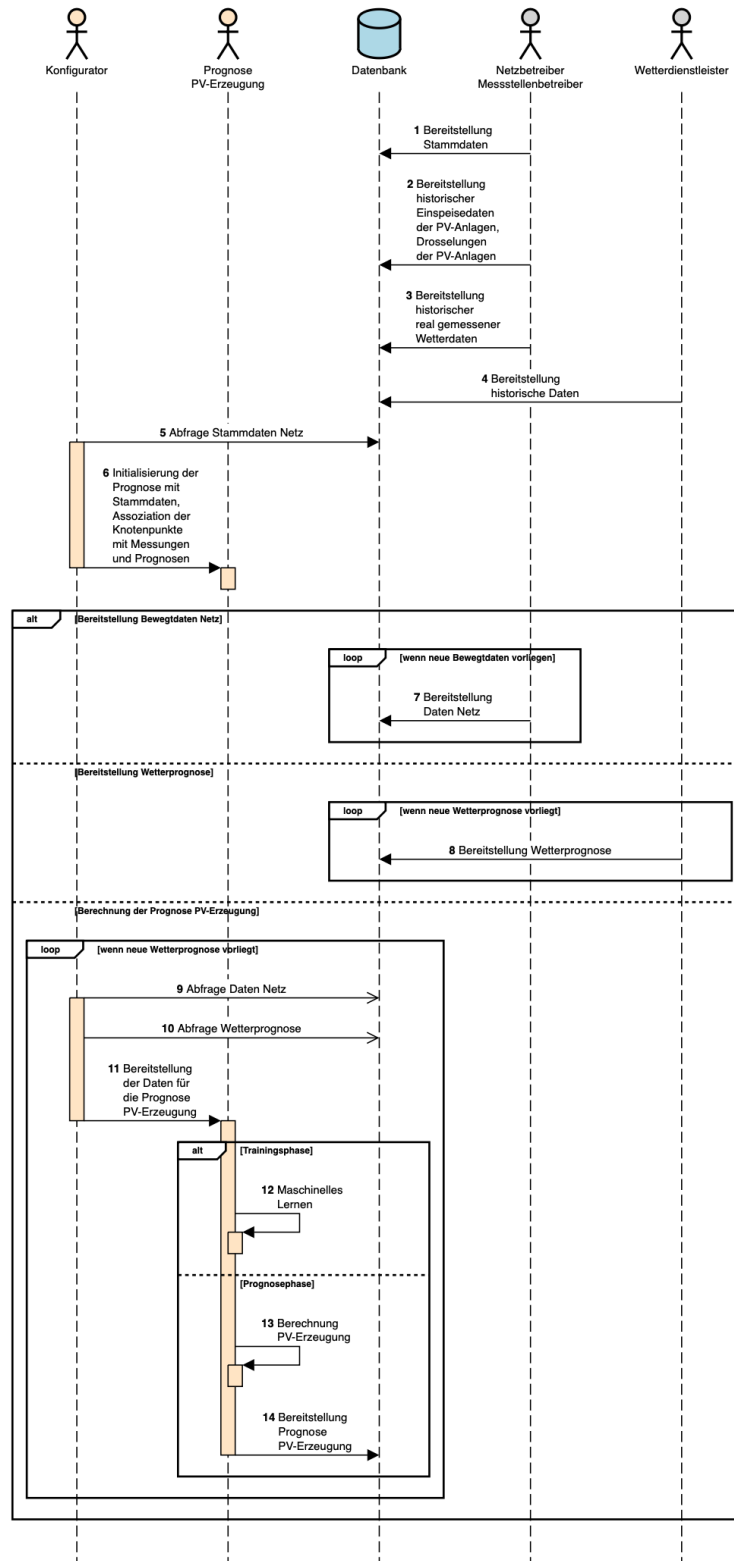 Konfigurator
Prognose
PV-Erzeugung
Datenbank
Netzbetreiber
Messstellenbetreiber
Wetterdienstleister
1 Bereitstellung
Stammdaten
2 Bereitstellung
historischer
Einspeisedaten
der PV-Anlagen,
Drosselungen
der PV-Anlagen
3 Bereitstellung
historischer
real gemessener
Wetterdaten
4 Bereitstellung
historische Daten
5 Abfrage Stammdaten Netz
6 Initialisierung der
Prognose mit
Stammdaten,
Assoziation der
Knotenpunkte
mit Messungen
und Prognosen
alt [Bereitstellung Bewegtdaten Netz]
loop [wenn neue Bewegtdaten vorliegen]
7 Bereitstellung
Daten Netz
[Bereitstellung Wetterprognose]
loop [wenn neue Wetterprognose vorliegt]
8 Bereitstellung Wetterprognose
[Berechnung der Prognose PV-Erzeugung]
loop [wenn neue Wetterprognose vorliegt]
9 Abfrage Daten Netz
10 Abfrage Wetterprognose
11 Bereitstellung
der Daten für
die Prognose
PV-Erzeugung
alt [Trainingsphase]
12 Maschinelles
Lernen
[Prognosephase]
13 Berechnung
PV-Erzeugung
14 Bereitstellung
Prognose
PV-Erzeugung